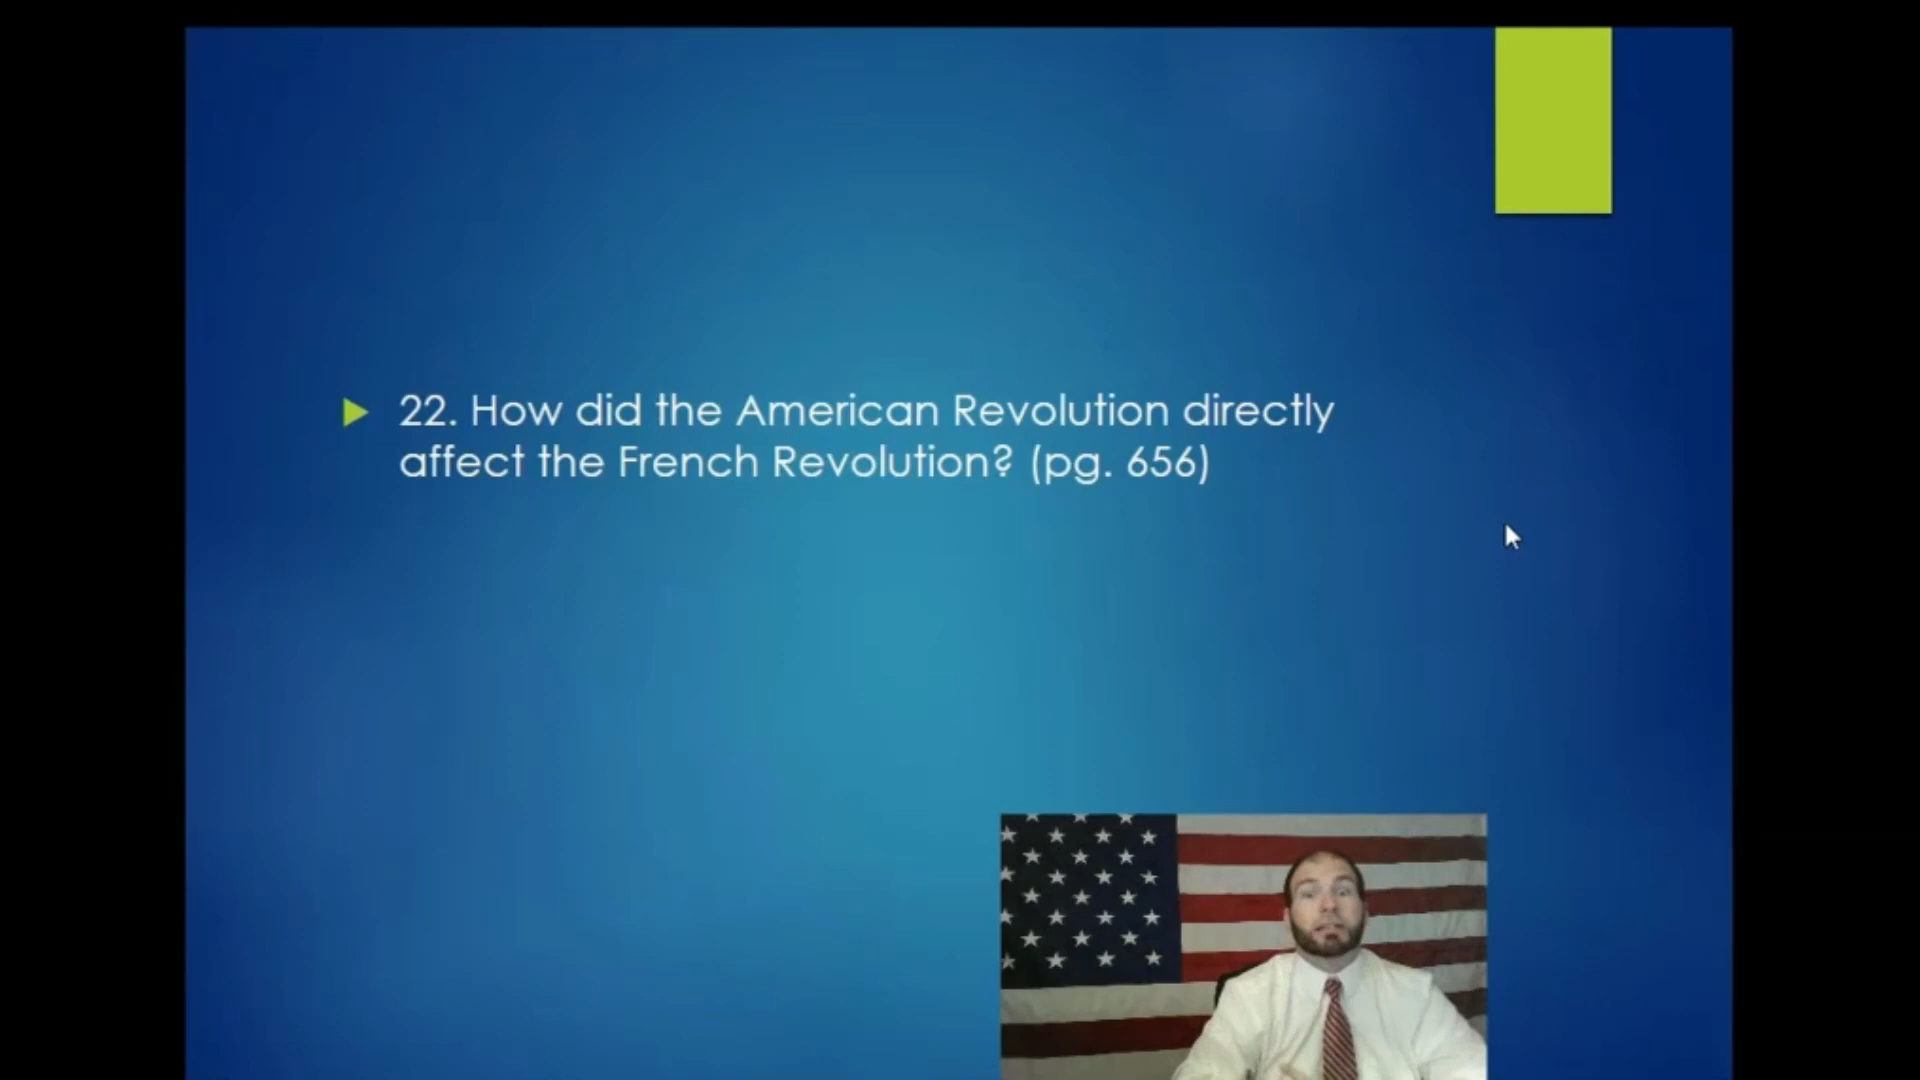 22. How did the American Revolution directly
affect the French Revolution? (pg. 656)